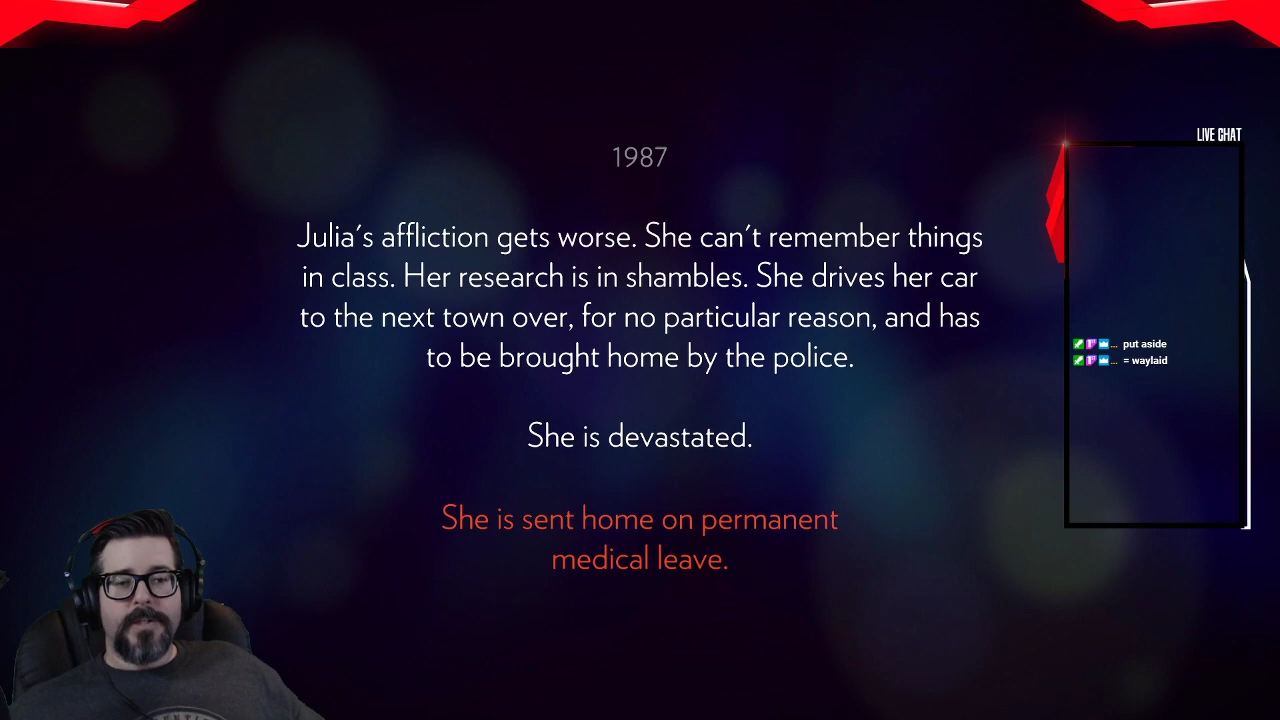 LIVE CHAT
1987
Julia's affliction gets worse. She can't remember things
in class. Her research is in shambles. She drives her car
to the next town over, for no particular reason, and has
to be brought home by the police.
... put aside
... = waylaid
She is devastated.
She is sent home on permanent
medical leave.